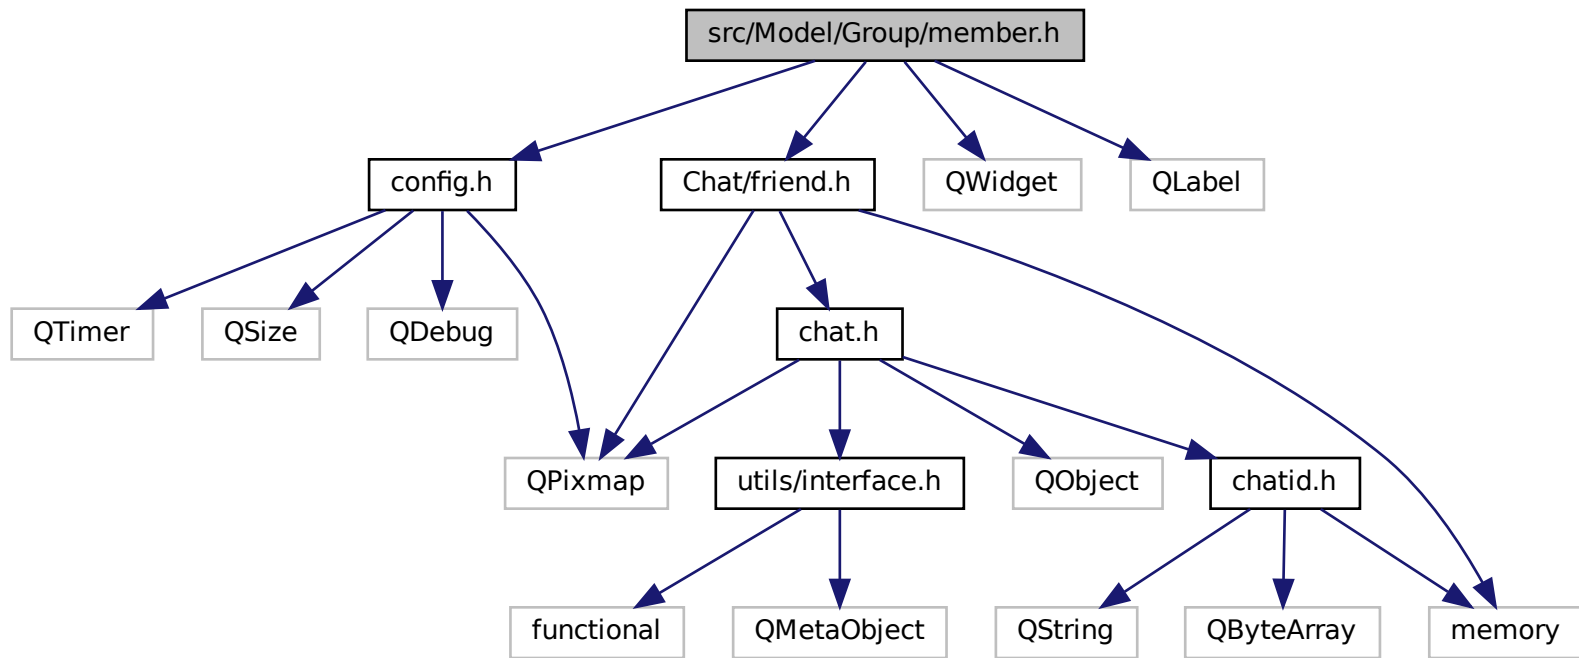 src/Model/Group/member.h
config.h
Chat/friend.h
QWidget
QLabel
QTimer
QSize
QDebug
chat.h
QPixmap
utils/interface.h
QObject
chatid.h
functional
QMetaObject
QString
QByteArray
memory